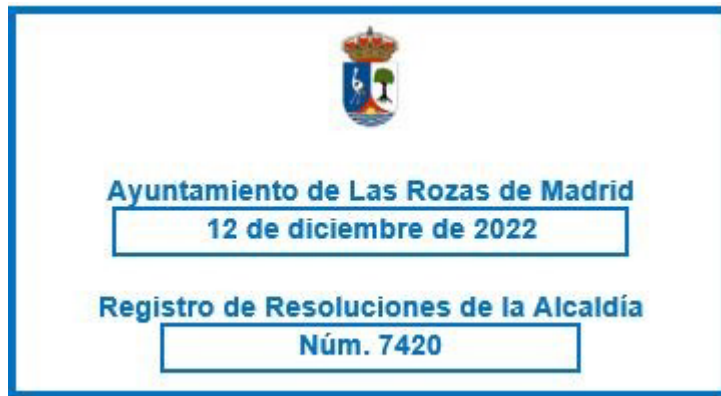 Ayuntamiento de Las Rozas de Madrid
12 de diciembre de 2022
Registro de Resoluciones de la Alcaldía
Núm. 7420